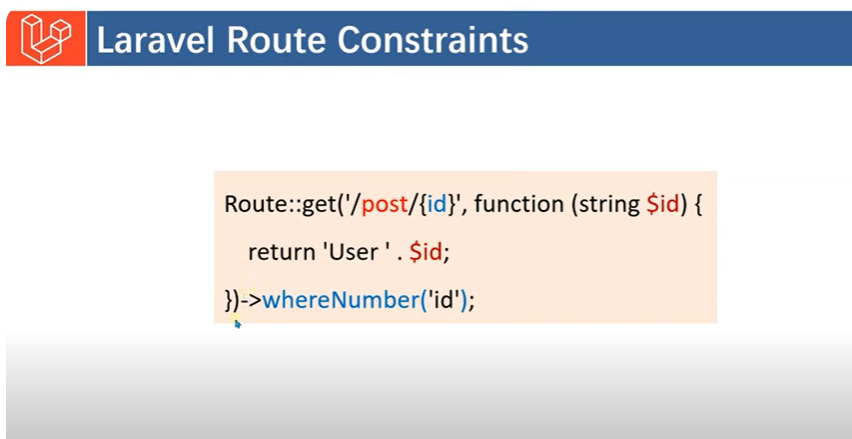 Laravel Route Constraints
Route::get('/post/{id}', function (string $id) {
return 'User ' . $id;
})->whereNumber('id');